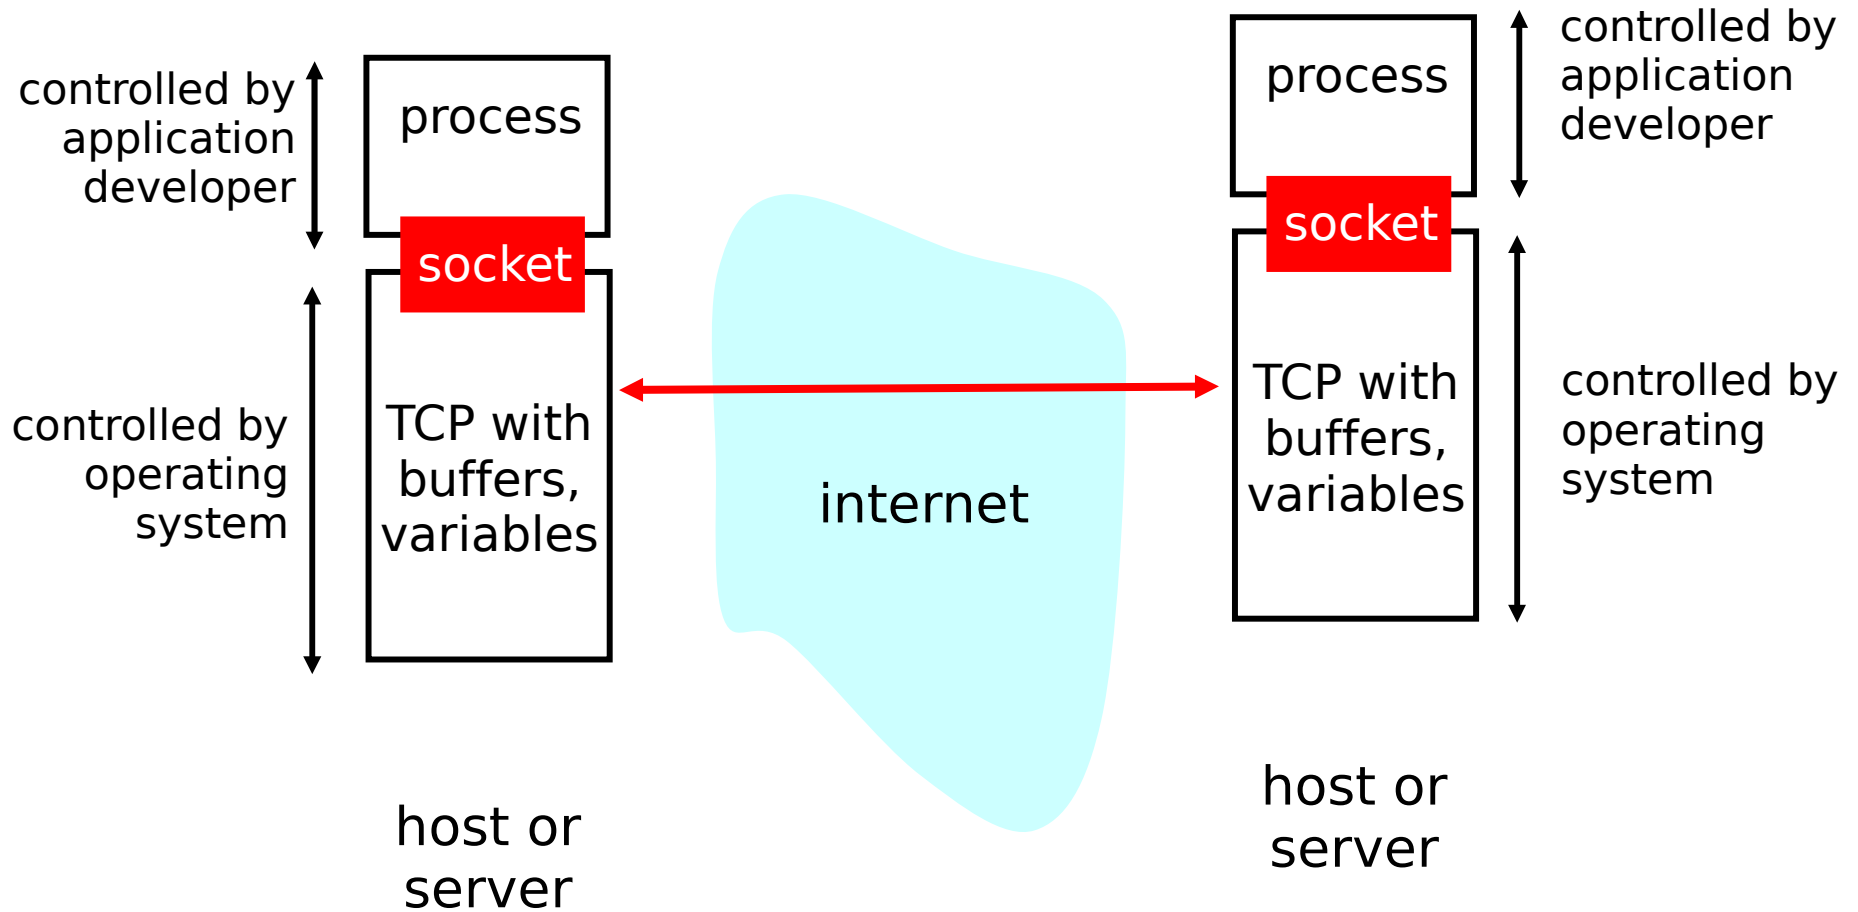 controlled by
application
developer
process
socket
controlled by
operating
system
TCP with
buffers,
variables
host or
server
internet
process
controlled by
application
developer
socket
TCP with
buffers,
variables
controlled by
operating
system
host or
server